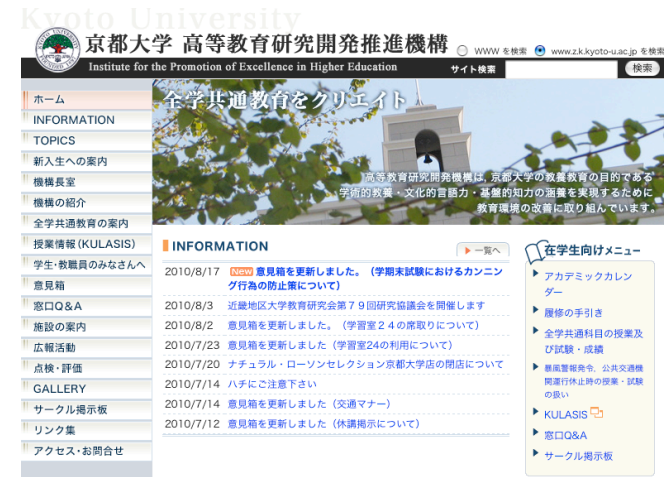 Kyoto University
京都大学 高等教育研究開発推進機構
WWW を検索 www.z.k.kyoto-u.ac.jp を検索
Institute for the Promotion of Excellence in Higher Education
サイト検索 検索
ホーム
INFORMATION
TOPICS
新入生への案内
機構長室
機構の紹介
全学共通教育の案内
授業情報(KULASIS)
学生・教職員のみなさんへ
意見箱
窓口Q&A
施設の案内
広報活動
点検・評価
GALLERY
サークル掲示板
リンク集
アクセス・お問合せ
全学共通教育をクリエイト
高等教育研究開発機構は, 京都大学の教養教育の目的である
学術的教養・文化的言語力・基盤的知力の涵養を実現するために
教育環境の改善に取り組んでいます。
INFORMATION
一覧へ
2010/8/17 New 意見箱を更新しました。（学期末試験におけるカンニン
グ行為の防止策について）
2010/8/3 近畿地区大学教育研究会第７９回研究協議会を開催します
2010/8/2 意見箱を更新しました。（学習室２４の席取りについて）
2010/7/23 意見箱を更新しました（学習室24の利用について）
2010/7/20 ナチュラル・ローソンセレクション京都大学店の閉店について
2010/7/14 ハチにご注意下さい
2010/7/14 意見箱を更新しました（交通マナー）
2010/7/12 意見箱を更新しました（休講掲示について）
在学生向けメニュー
アカデミックカレン
ダー
履修の手引き
全学共通科目の授業及
び試験・成績
暴風警報発令，公共交通機
関運行休止時の授業・試験
の扱い
KULASIS
窓口Q&A
サークル掲示板